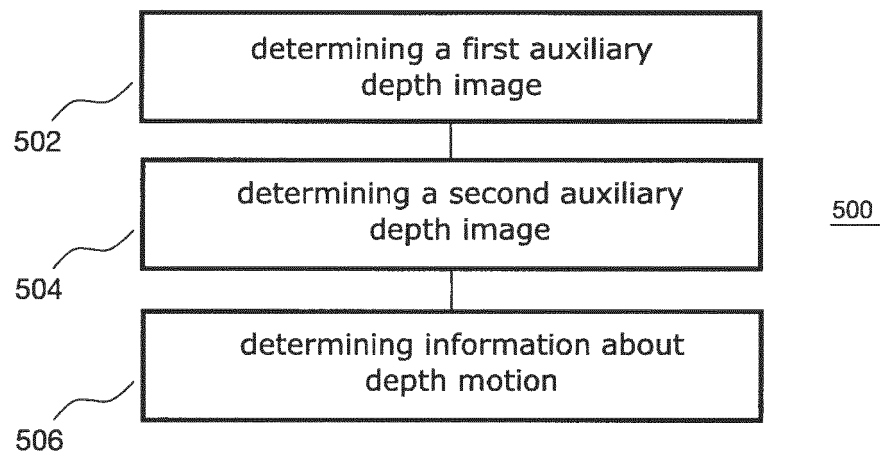 determining a first auxiliary
depth image
502
determining a second auxiliary
depth image
500
504
determining information about
depth motion
506